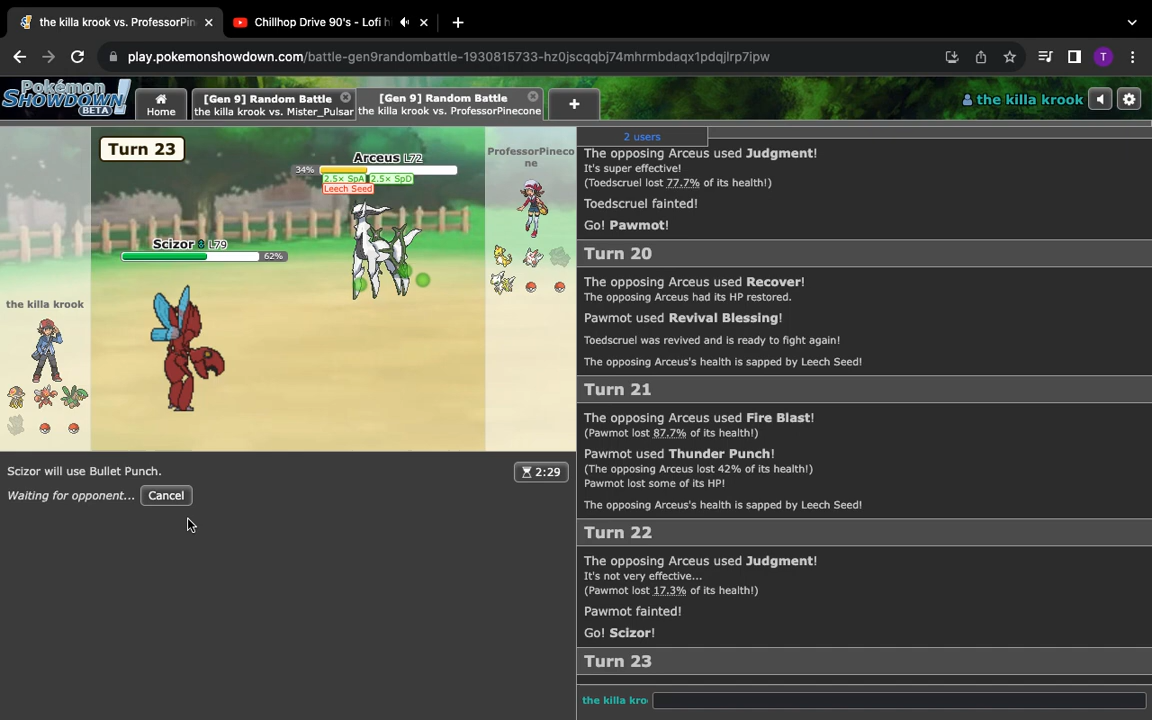 the killa krook vs. ProfessorPin
Chillhop Drive 90's - Lofi h
play.pokemonshowdown.com/battle-gen9randombattle-1930815733-hz0jscqqbj74mhrmbdaqx1pdqjlrp7ipw
T
Pokémon
SHOWDOWN!
BETA
Home
[Gen 9] Random Battle
the killa krook vs. Mister_Pulsar
[Gen 9] Random Battle
the killa krook vs. ProfessorPinecone
the killa krook
Turn 23
Arceus L72
34%
2.5× SpA 2.5× SpD
Leech Seed
Scizor L79
62%
ProfessorPineco
ne
the killa krook
Scizor will use Bullet Punch.
Waiting for opponent... Cancel
2:29
2 users
The opposing Arceus used Judgment!
It's super effective!
(Toedscruel lost 77.7% of its health!)
Toedscruel fainted!
Go! Pawmot!
Turn 20
The opposing Arceus used Recover!
The opposing Arceus had its HP restored.
Pawmot used Revival Blessing!
Toedscruel was revived and is ready to fight again!
The opposing Arceus's health is sapped by Leech Seed!
Turn 21
The opposing Arceus used Fire Blast!
(Pawmot lost 87.7% of its health!)
Pawmot used Thunder Punch!
(The opposing Arceus lost 42% of its health!)
Pawmot lost some of its HP!
The opposing Arceus's health is sapped by Leech Seed!
Turn 22
The opposing Arceus used Judgment!
It's not very effective...
(Pawmot lost 17.3% of its health!)
Pawmot fainted!
Go! Scizor!
Turn 23
the killa kro